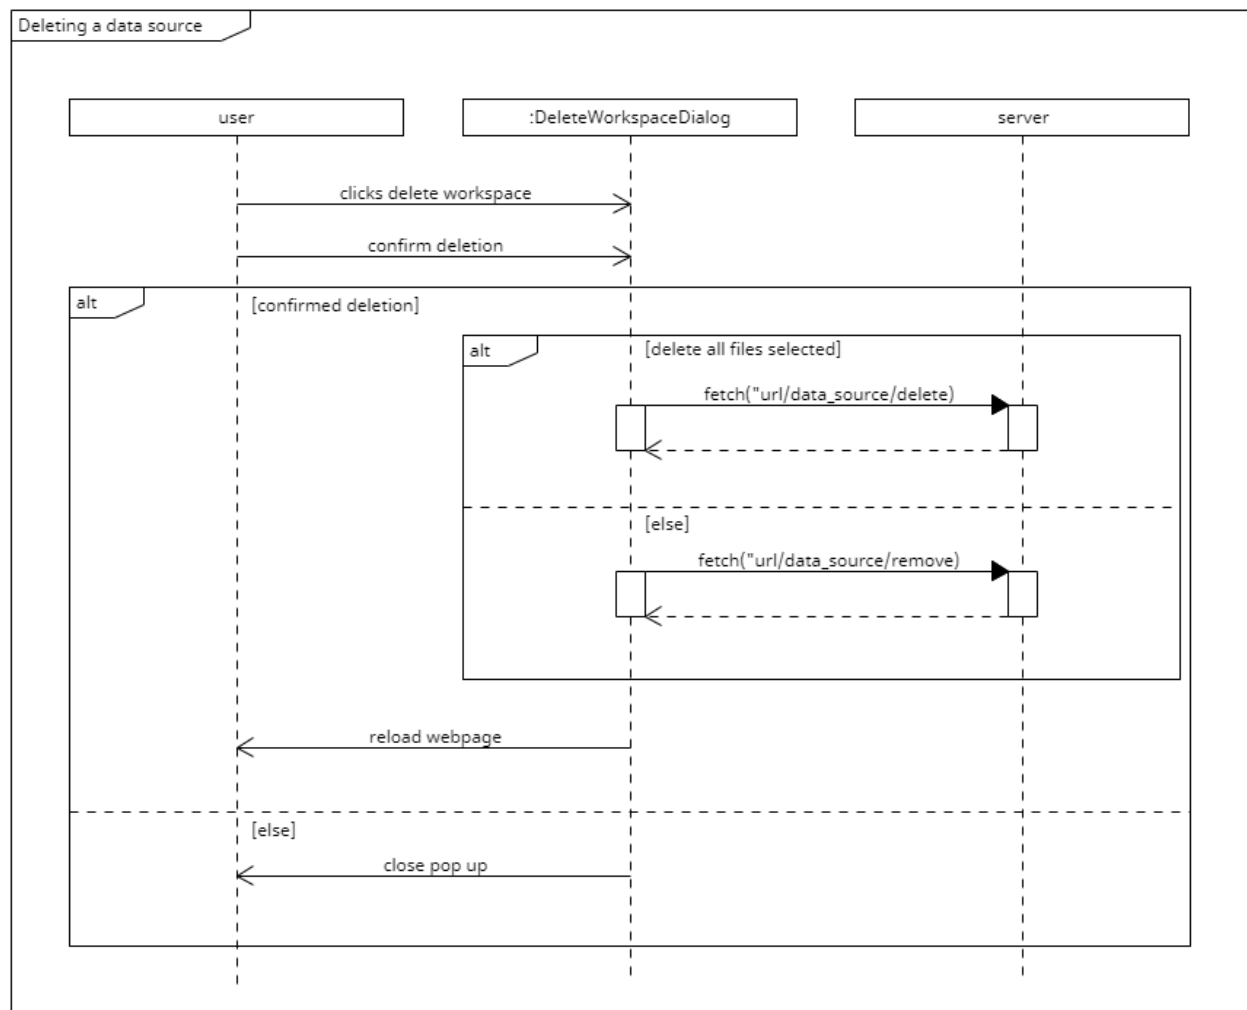 Deleting a data source
user
:DeleteWorkspaceDialog
server
clicks delete workspace
confirm deletion
alt
[confirmed deletion]
alt
[delete all files selected]
fetch("url/data_source/delete)
[else]
fetch("url/data_source/remove)
reload webpage
[else]
close pop up